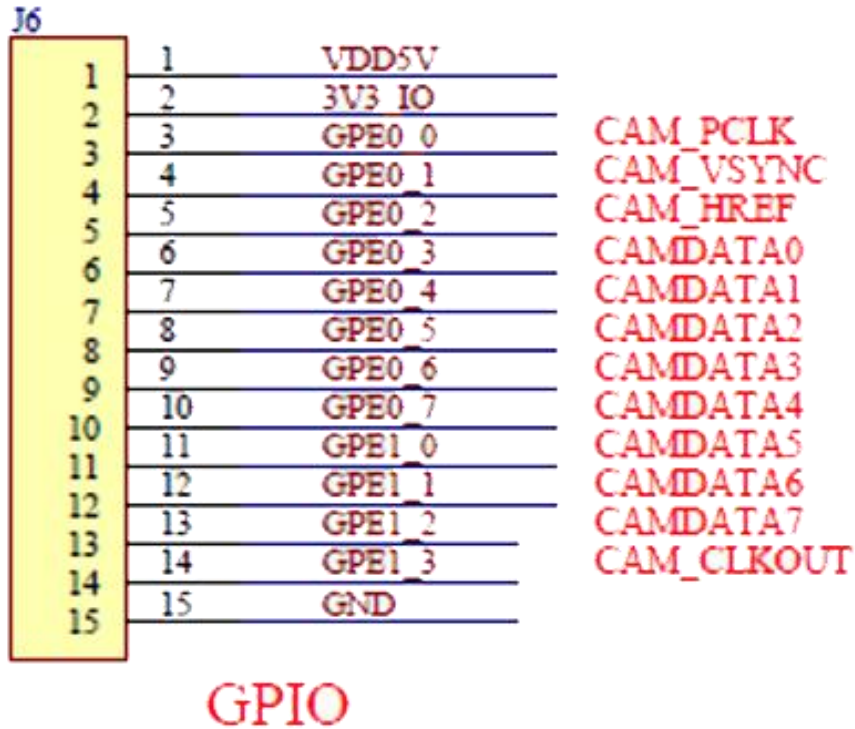 J6
1 1 VDD5V
2 2 3V3_IO
3 3 GPE0_0 CAM_PCLK
4 4 GPE0_1 CAM_VSYNC
5 5 GPE0_2 CAM_HREF
6 6 GPE0_3 CAMDATA0
7 7 GPE0_4 CAMDATA1
8 8 GPE0_5 CAMDATA2
9 9 GPE0_6 CAMDATA3
10 10 GPE0_7 CAMDATA4
11 11 GPE1_0 CAMDATA5
12 12 GPE1_1 CAMDATA6
13 13 GPE1_2 CAMDATA7
14 14 GPE1_3 CAM_CLKOUT
15 15 GND
GPIO